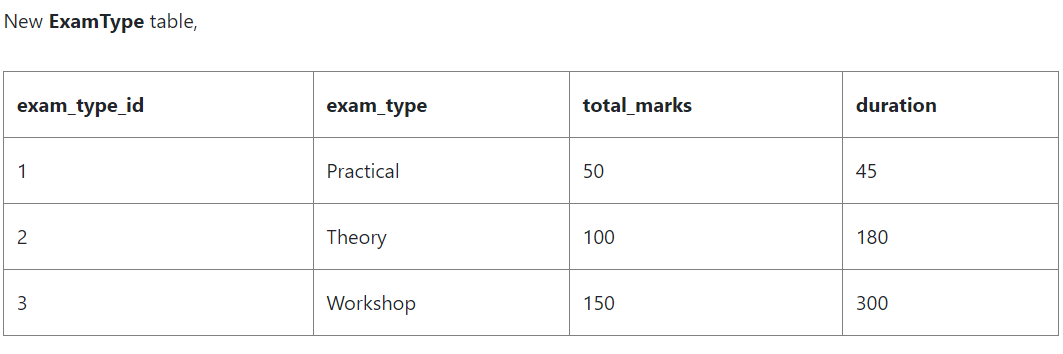 New ExamType table,
exam_type_id exam_type total_marks duration
1 Practical 50 45
2 Theory 100 180
3 Workshop 150 300